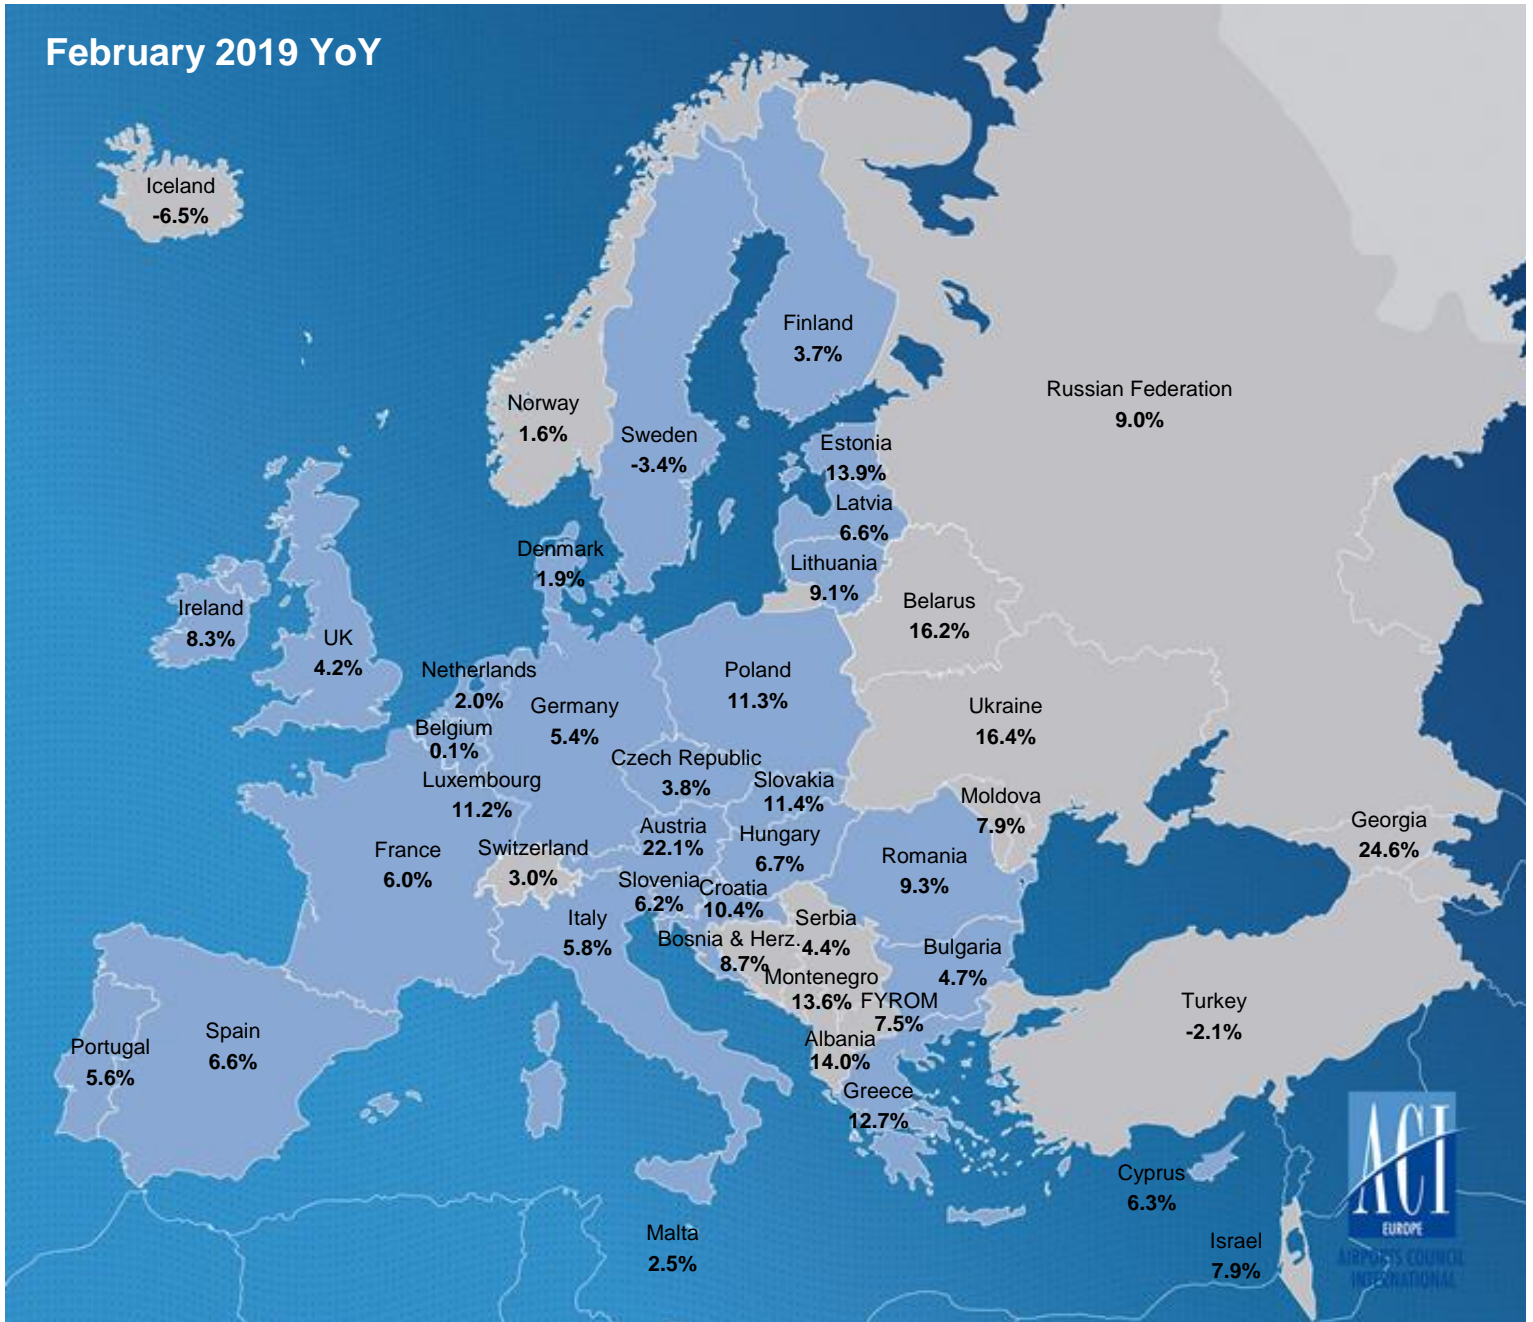 February 2019 YoY
Iceland
-6.5%
Finland
3.7%
Russian Federation
9.0%
Norway
1.6%
Sweden
-3.4%
Estonia
13.9%
Latvia
6.6%
Denmark
1.9%
Lithuania
9.1%
Belarus
16.2%
Ireland
8.3%
UK
4.2%
Netherlands
2.0%
Poland
11.3%
Germany
5.4%
Ukraine
16.4%
Belgium
0.1%
Czech Republic
3.8%
Luxembourg
11.2%
Slovakia
11.4%
Moldova
7.9%
Georgia
24.6%
Austria
22.1%
Hungary
6.7%
France
6.0%
Switzerland
3.0%
Romania
9.3%
Slovenia
6.2%
Croatia
10.4%
Italy
5.8%
Serbia
4.4%
Bosnia & Herz.
8.7%
Bulgaria
4.7%
Montenegro
13.6%
FYROM
7.5%
Turkey
-2.1%
Spain
6.6%
Portugal
5.6%
Albania
14.0%
Greece
12.7%
Cyprus
6.3%
Malta
2.5%
Israel
7.9%
ACI
EUROPE
AIRPORTS COUNCIL
INTERNATIONAL